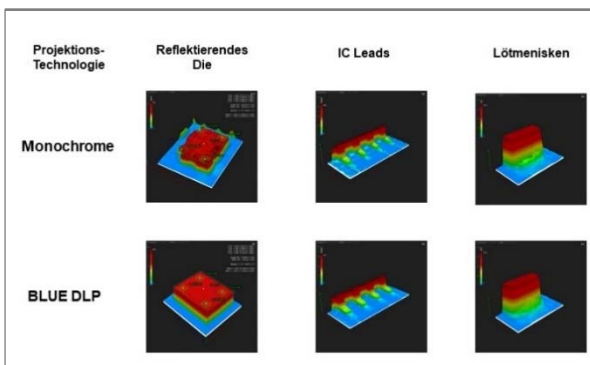 Projektions-
Technologie
Reflektierendes
Die
IC Leads
Lötmenisken
Monochrome
BLUE DLP